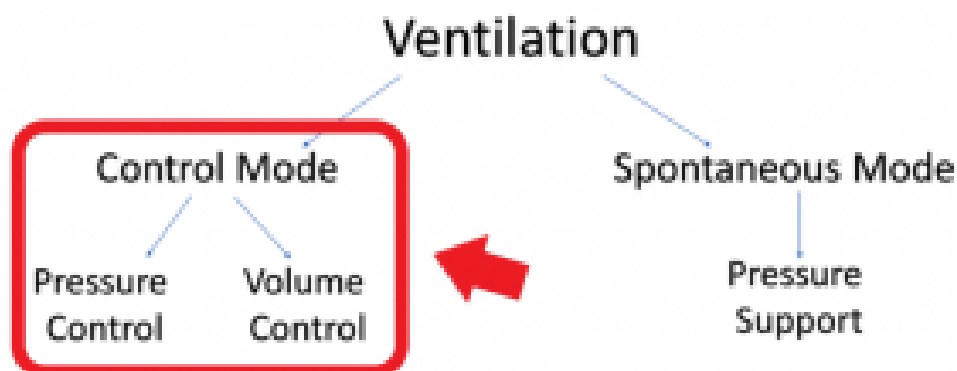 Ventilation
Control Mode
Spontaneous Mode
Pressure
Control
Volume
Control
Pressure
Support